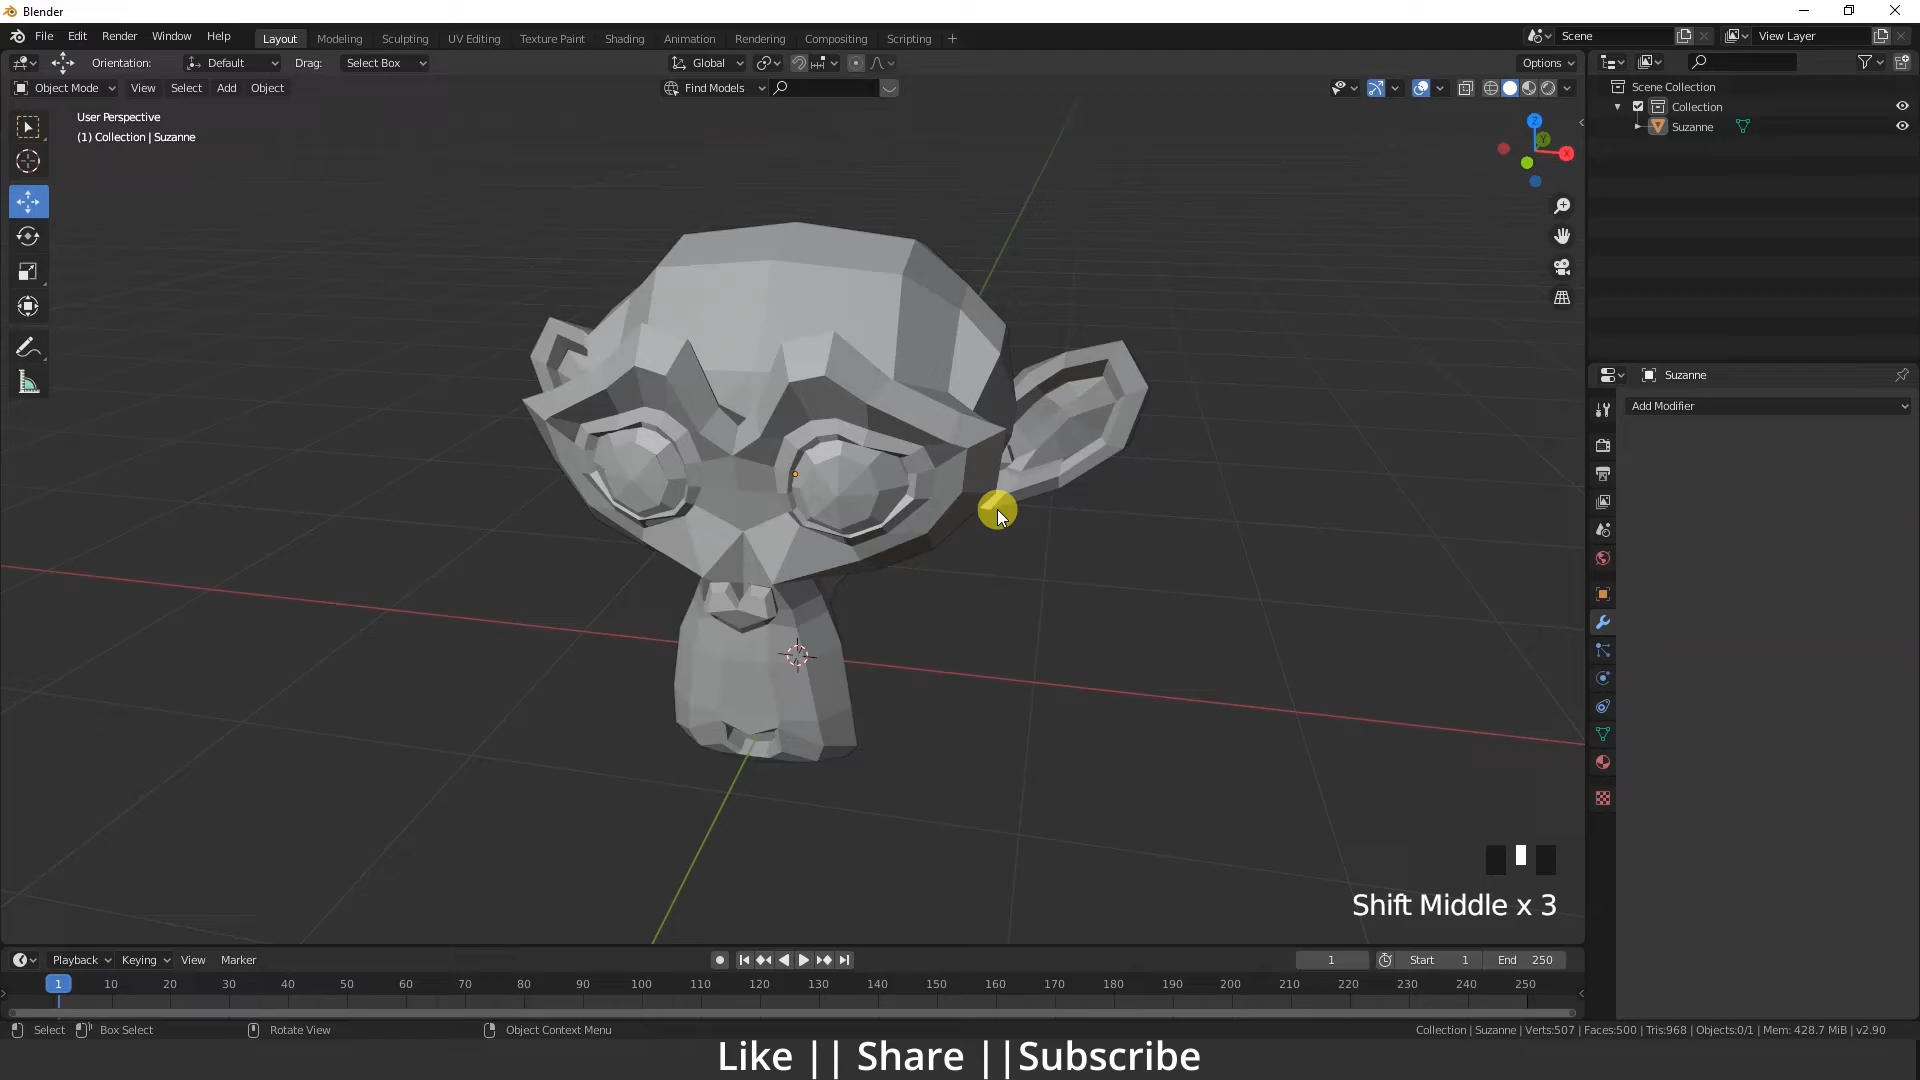 Blender
File Edit Render Window Help Layout Modeling Sculpting UV Editing Texture Paint Shading Animation Rendering Compositing Scripting + Scene View Layer
Orientation: Default Drag: Select Box Global Options
Object Mode View Select Add Object Find Models
User Perspective
(1) Collection | Suzanne
Z
Y
X
Scene Collection
Collection
Suzanne
Suzanne
Add Modifier
Shift Middle x 3
Playback Keying View Marker 1 Start 1 End 250
1 10 20 30 40 50 60 70 80 90 100 110 120 130 140 150 160 170 180 190 200 210 220 230 240 250
Select Box Select Rotate View Object Context Menu Collection | Suzanne | Verts:507 | Faces:500 | Tris:968 | Objects:0/1 | Mem: 428.7 MiB | v2.90
Like || Share ||Subscribe